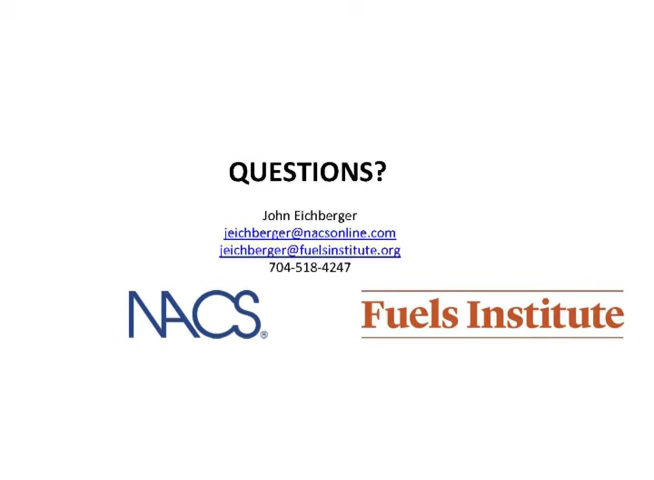 QUESTIONS?
John Eichberger
jeichberger@nacsonline.com
jeichberger@fuelsinstitute.org
704-518-4247
NACS®
Fuels Institute